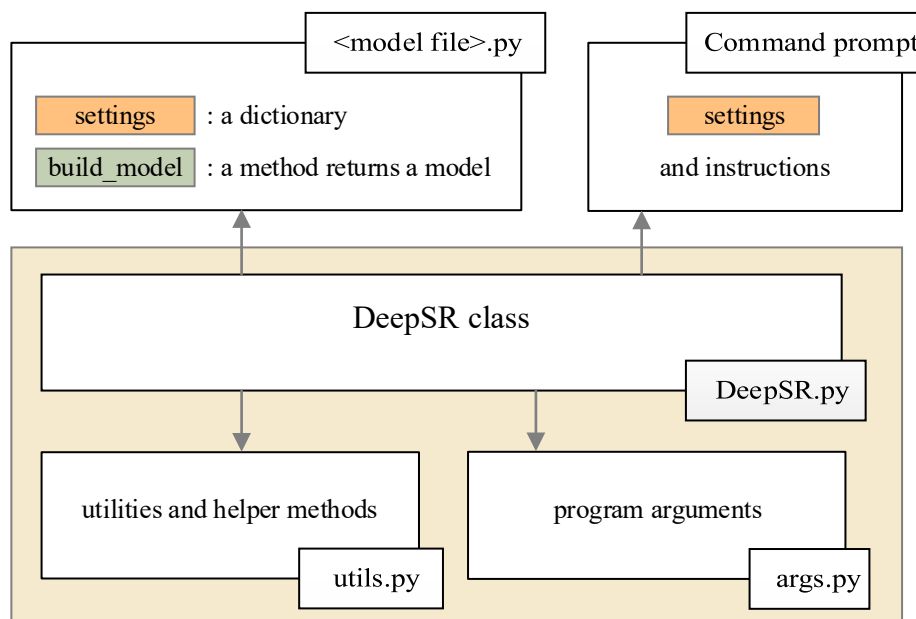 <model file>.py
settings : a dictionary
build_model : a method returns a model
Command prompt
settings
and instructions
DeepSR class
DeepSR.py
utilities and helper methods
utils.py
program arguments
args.py